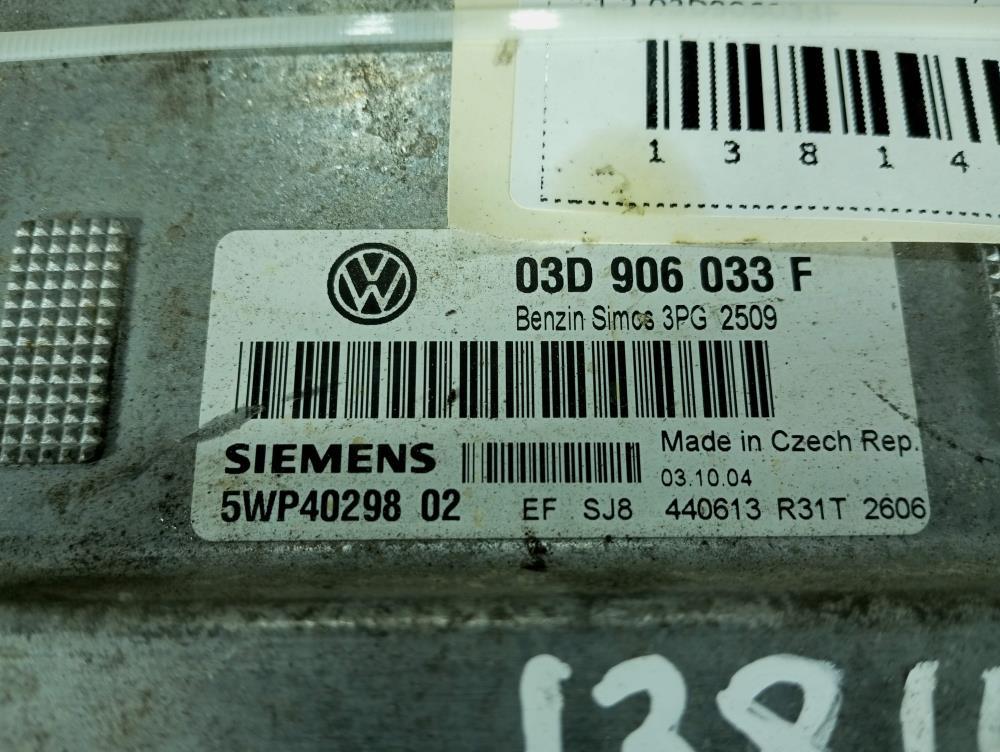 1 3 8 1 4
03D 906 033 F
Benzin Simos 3PG 2509
SIEMENS
Made in Czech Rep.
03.10.04
5WP40298 02 EF SJ8 440613 R31T 2606
1381